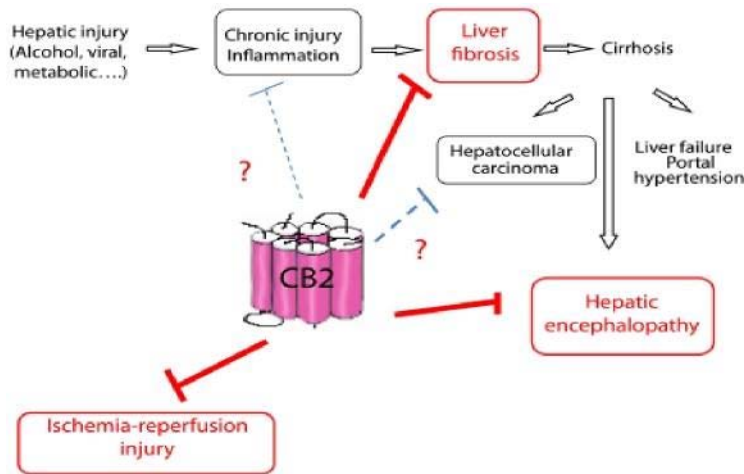 Hepatic injury
(Alcohol, viral,
metabolic....)
Chronic injury
Inflammation
Liver
fibrosis
Cirrhosis
?
Hepatocellular
carcinoma
Liver failure
Portal
hypertension
?
CB2
Hepatic
encephalopathy
Ischemia-reperfusion
injury